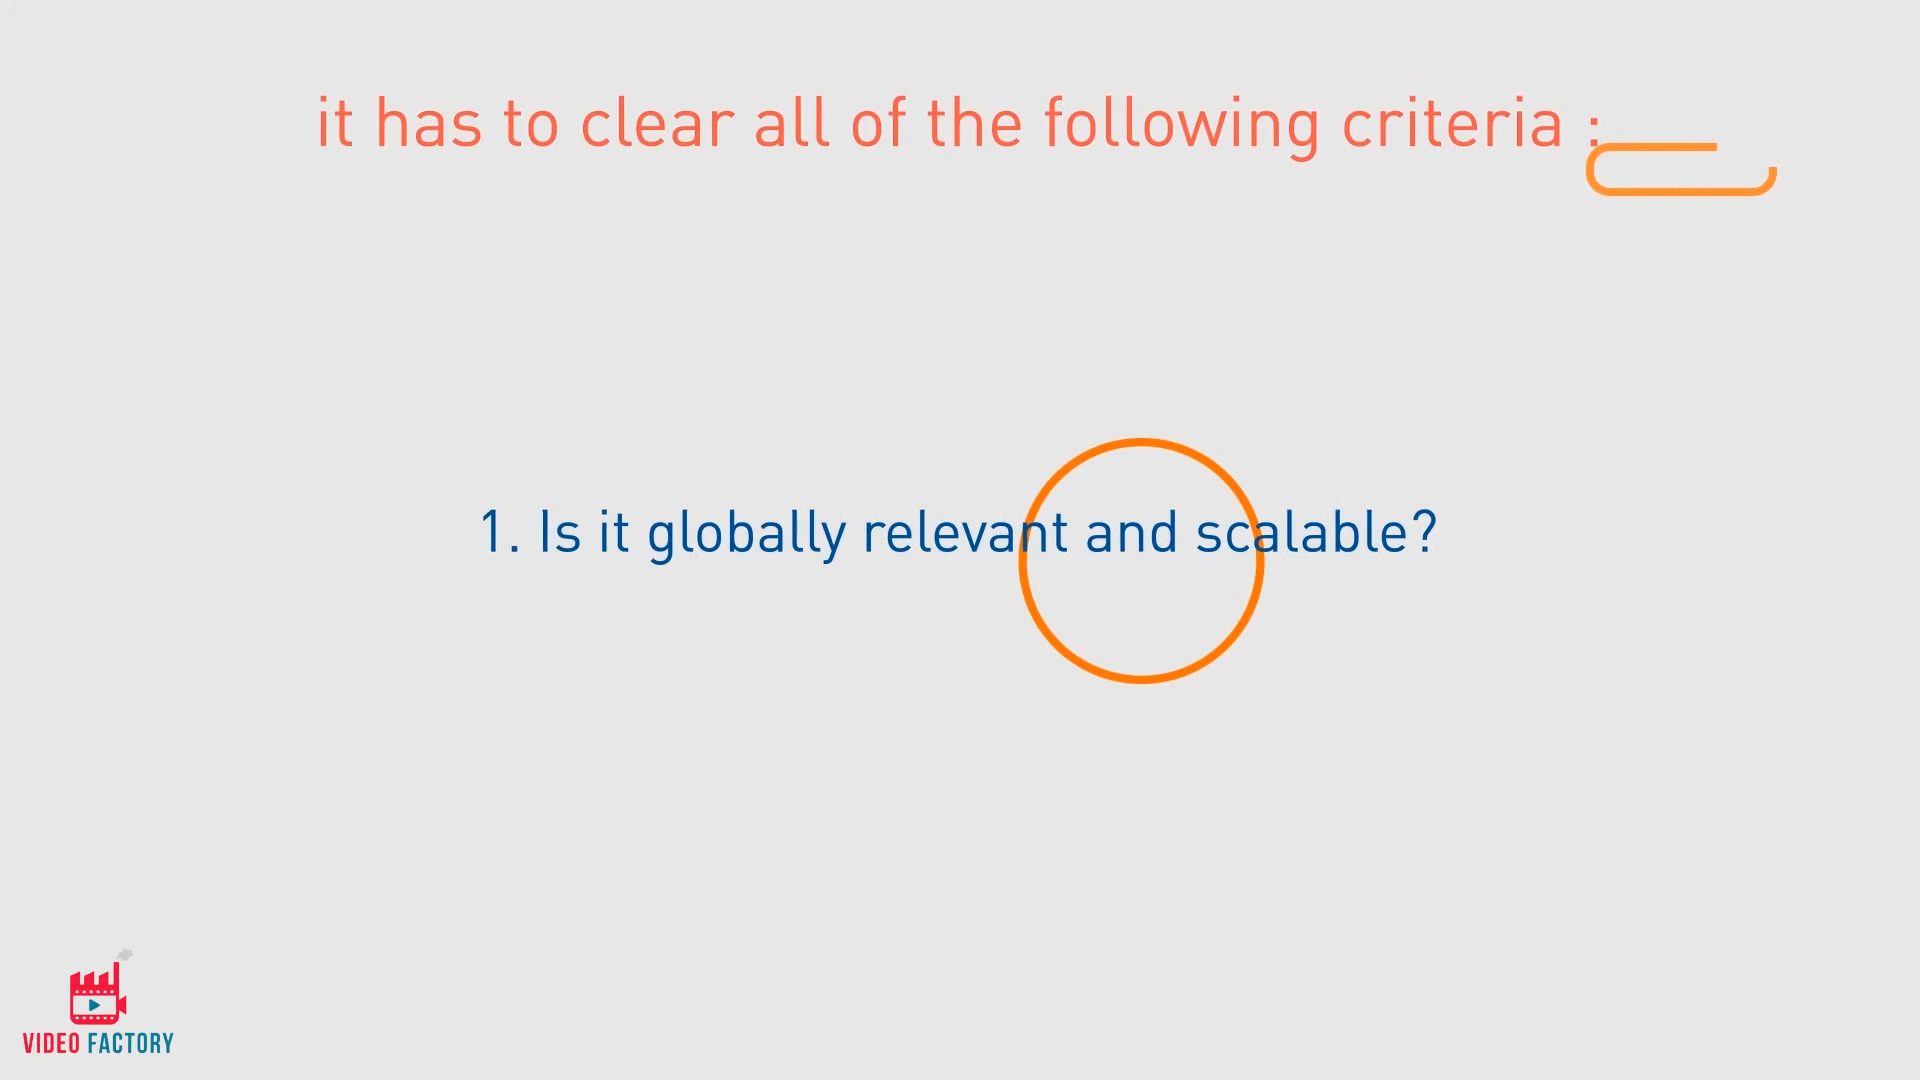 it has to clear all of the following criteria :
1. Is it globally relevant and scalable?
VIDEO FACTORY